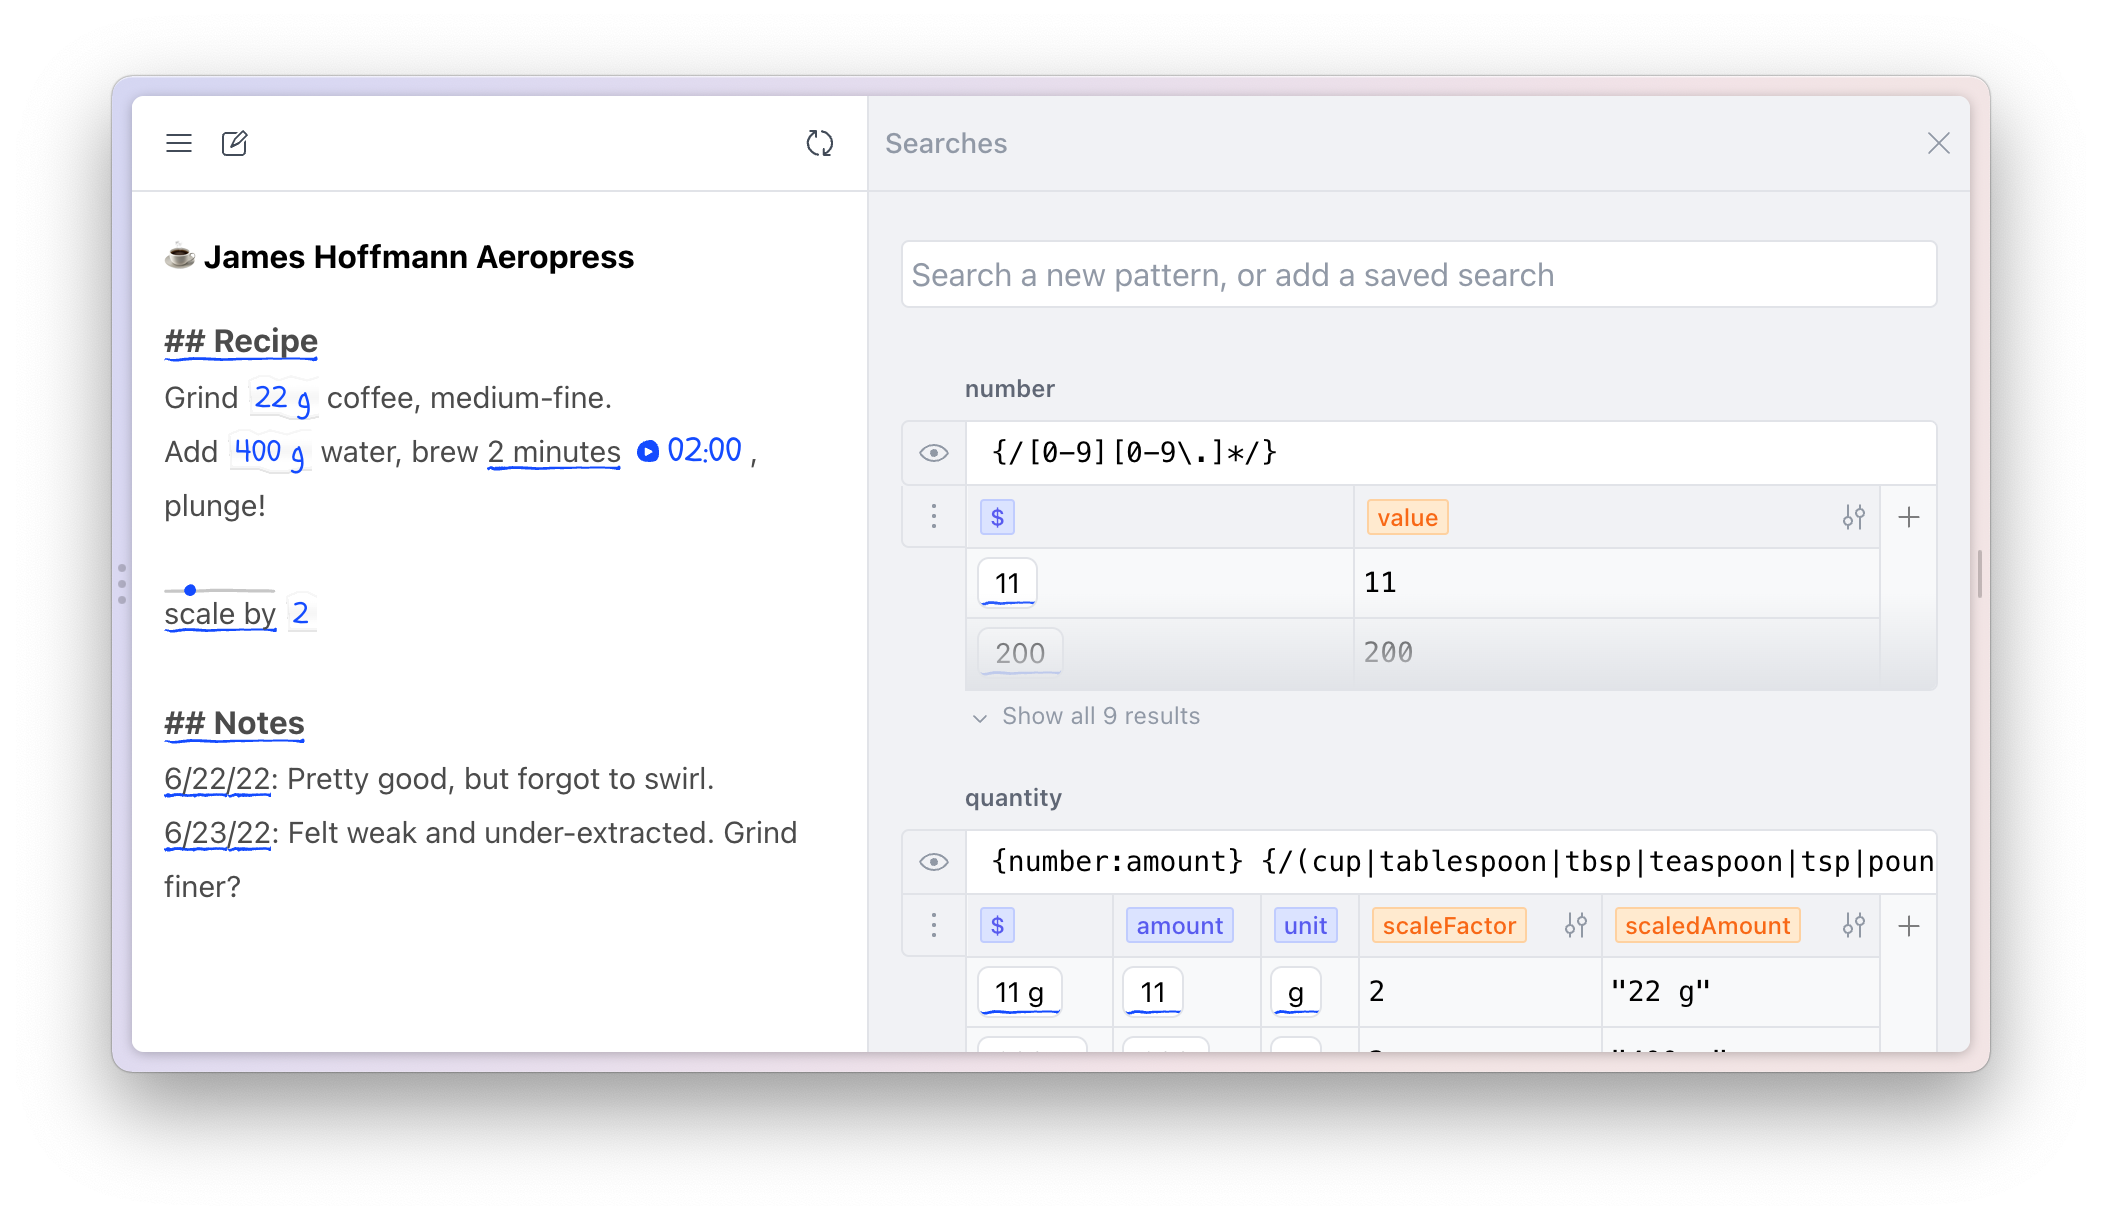 ☕ James Hoffmann Aeropress
## Recipe
Grind 22 g coffee, medium-fine.
Add 400 g water, brew 2 minutes 02:00 ,
plunge!
scale by 2
## Notes
6/22/22: Pretty good, but forgot to swirl.
6/23/22: Felt weak and under-extracted. Grind
finer?
Searches
Search a new pattern, or add a saved search
number
{/[0-9][0-9\.]*/}
$ value
11 11
200 200
Show all 9 results
quantity
{number:amount} {/(cup|tablespoon|tbsp|teaspoon|tsp|poun
$ amount unit scaleFactor scaledAmount
11 g 11 g 2 "22 g"